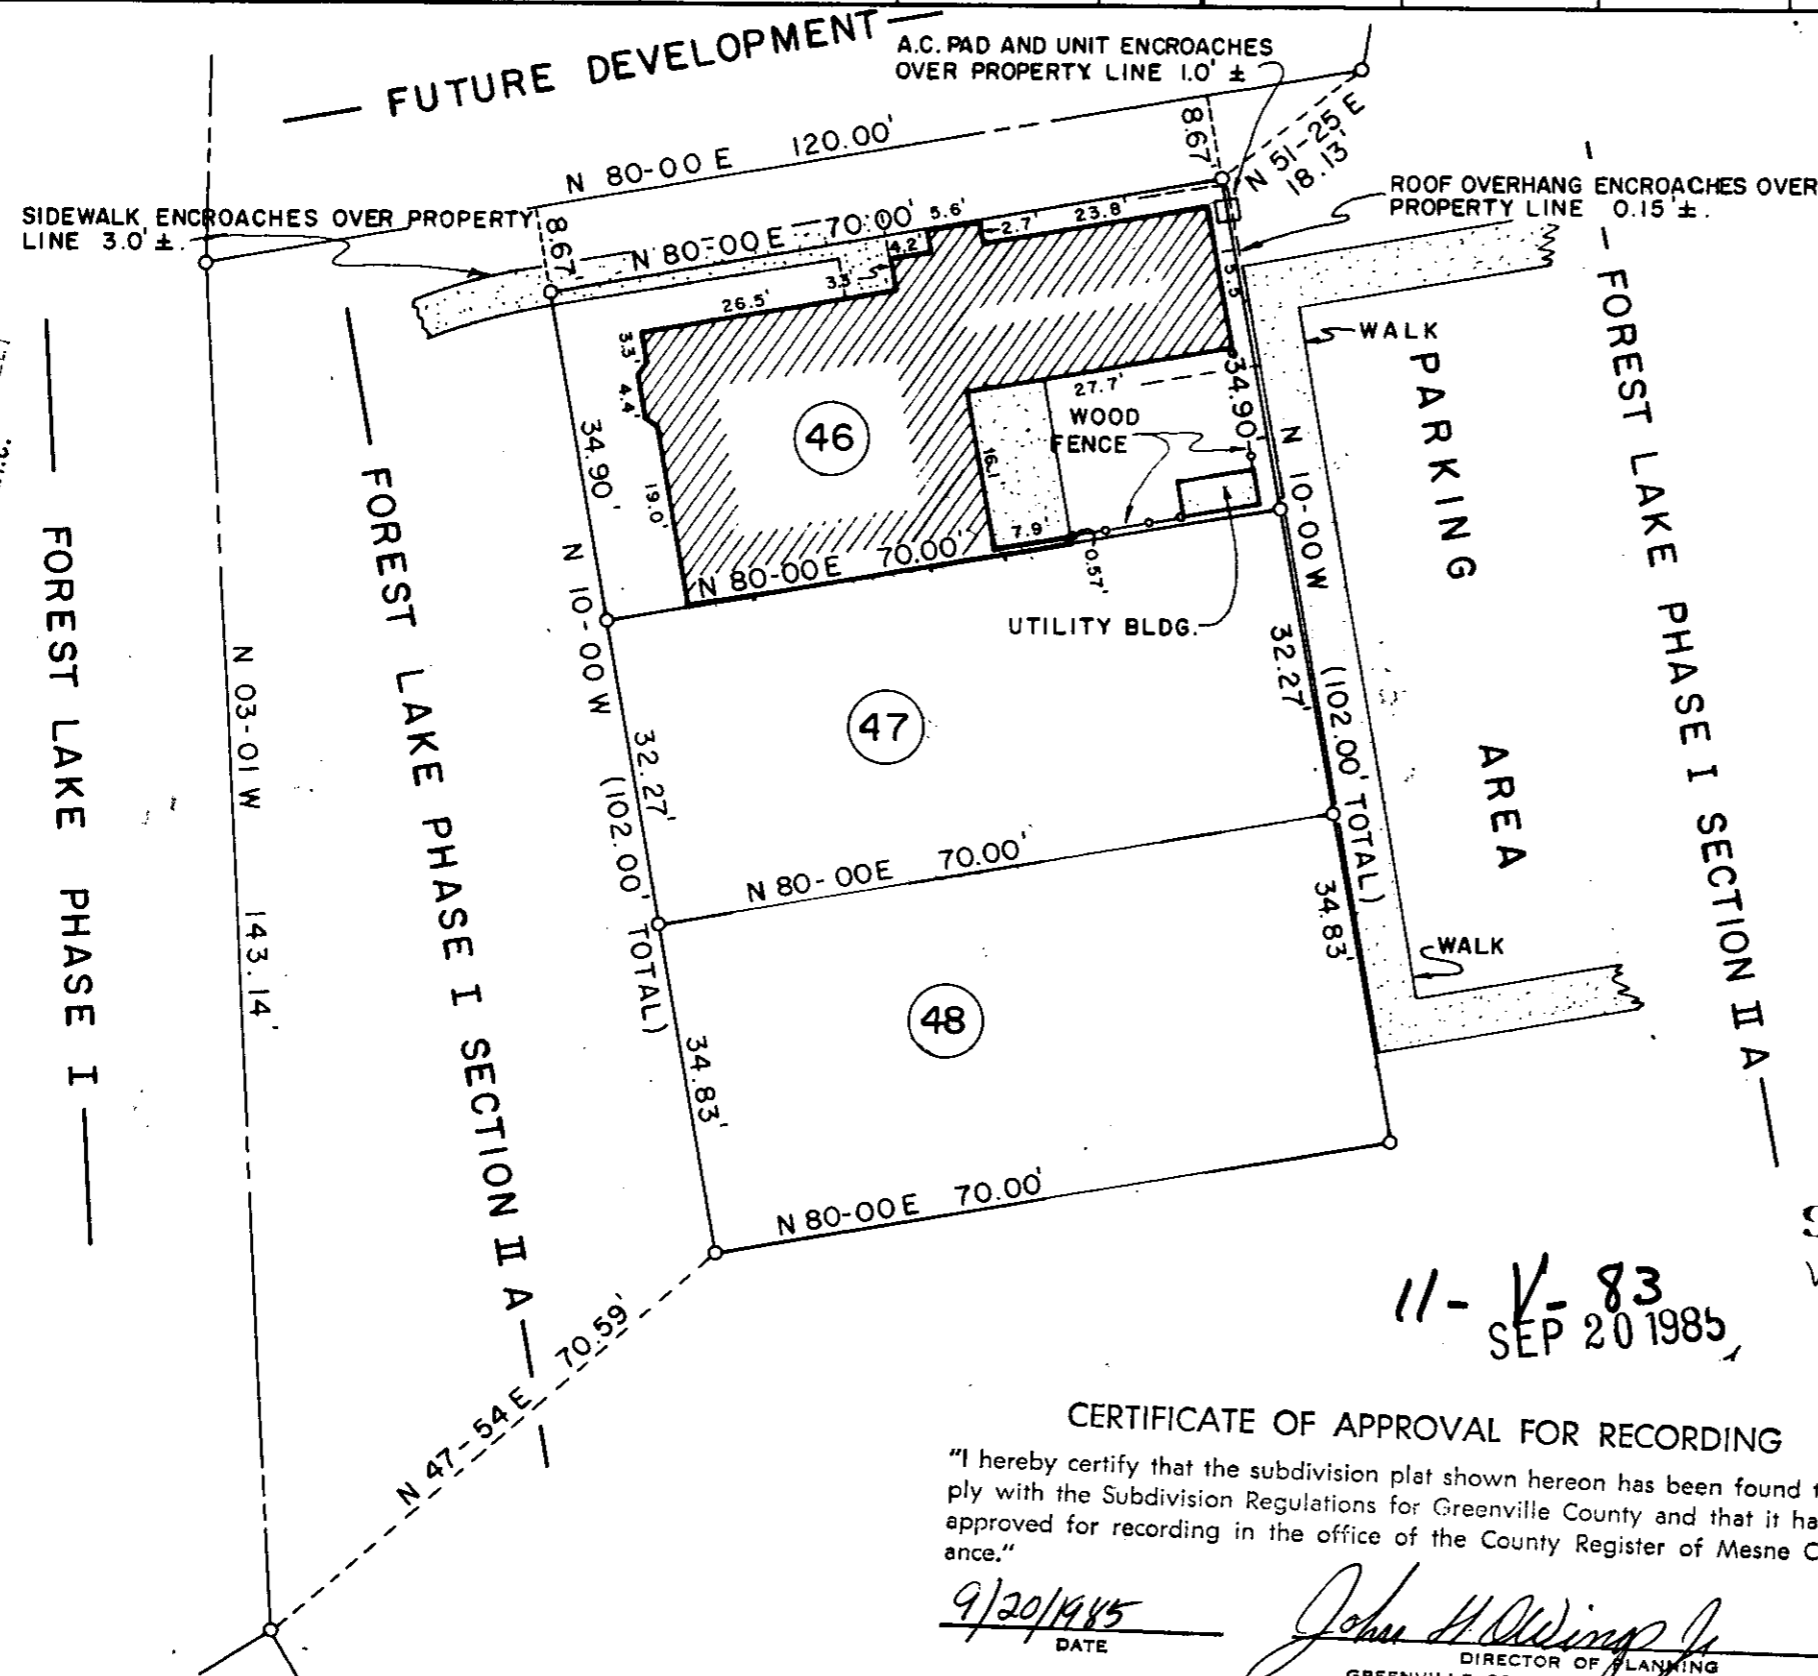 — FUTURE DEVELOPMENT —
A.C. PAD AND UNIT ENCROACHES
OVER PROPERTY LINE 1.0' ±
N 80-00 E 120.00'
8.67'
N 51-25 E
18.13'
ROOF OVERHANG ENCROACHES OVER
PROPERTY LINE 0.15' ±.
SIDEWALK ENCROACHES OVER PROPERTY
LINE 3.0' ±.
8.67'
N 80-00 E 70.00'
5.6'
2.7'
23.8'
4.2'
3.3'
26.5'
3.3'
4.4'
19.0'
46
27.7'
WOOD
FENCE
16.1'
7.9'
0.57'
UTILITY BLDG.
34.90'
N 10-00 W
34.90'
N 10-00 W
N 80-00 E 70.00'
WALK
PARKING
AREA
WALK
47
32.27'
(102.00' TOTAL)
32.27'
(102.00' TOTAL)
N 80-00 E 70.00'
48
34.83'
34.83'
N 80-00 E 70.00'
FOREST LAKE PHASE I
N 03-01 W 143.14'
FOREST LAKE PHASE I SECTION II A
FOREST LAKE PHASE I SECTION II A
N 47-54 E 70.59'
11- V- 83
SEP 20 1985
CERTIFICATE OF APPROVAL FOR RECORDING
"I hereby certify that the subdivision plat shown hereon has been found
ply with the Subdivision Regulations for Greenville County and that it ha
approved for recording in the office of the County Register of Mesne C
ance."
9/20/1985
DATE
John H. Owings Jr
DIRECTOR OF PLANNING